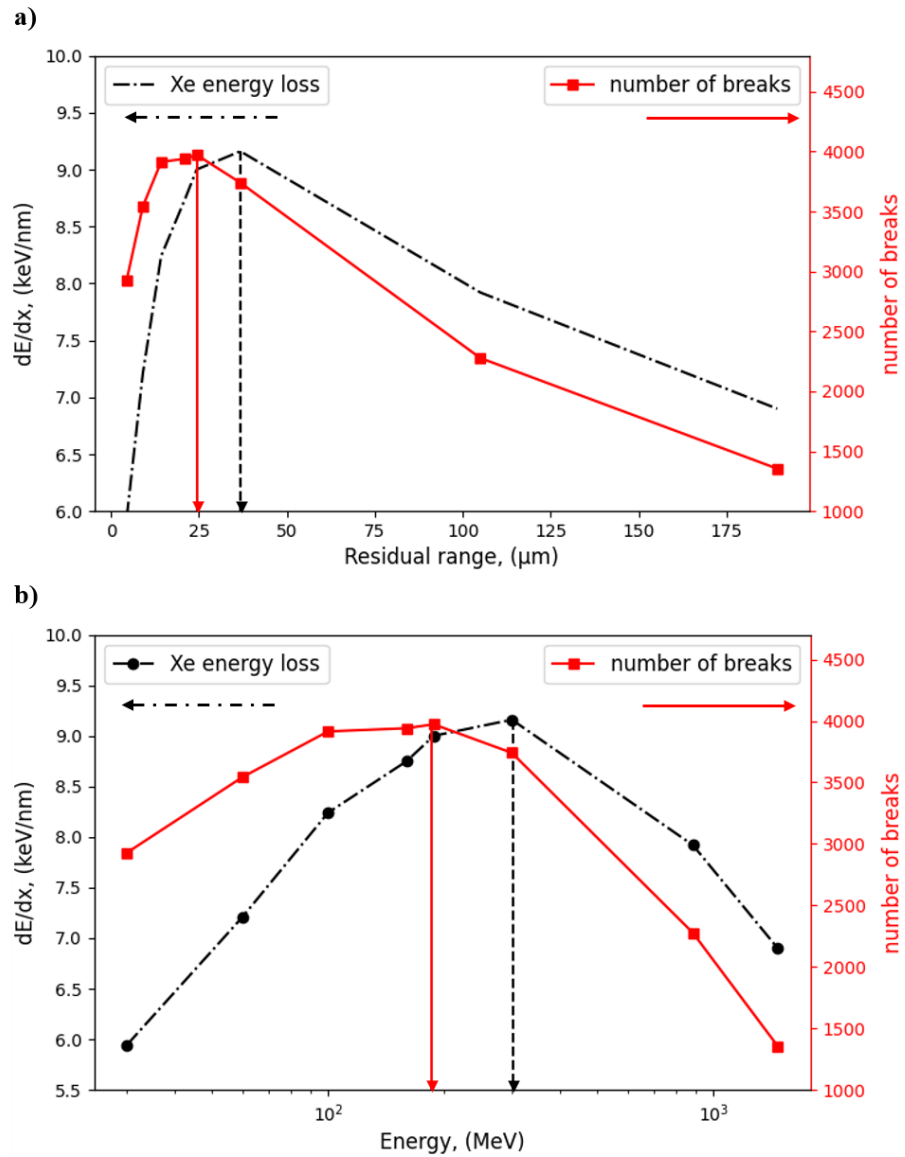 a)
Xe energy loss
number of breaks
10.0
9.5
9.0
8.5
8.0
7.5
7.0
6.5
6.0
dE/dx, (keV/nm)
4500
4000
3500
3000
2500
2000
1500
1000
number of breaks
0 25 50 75 100 125 150 175
Residual range, (μm)
b)
Xe energy loss
number of breaks
10.0
9.5
9.0
8.5
8.0
7.5
7.0
6.5
6.0
5.5
dE/dx, (keV/nm)
4500
4000
3500
3000
2500
2000
1500
1000
number of breaks
10² 10³
Energy, (MeV)